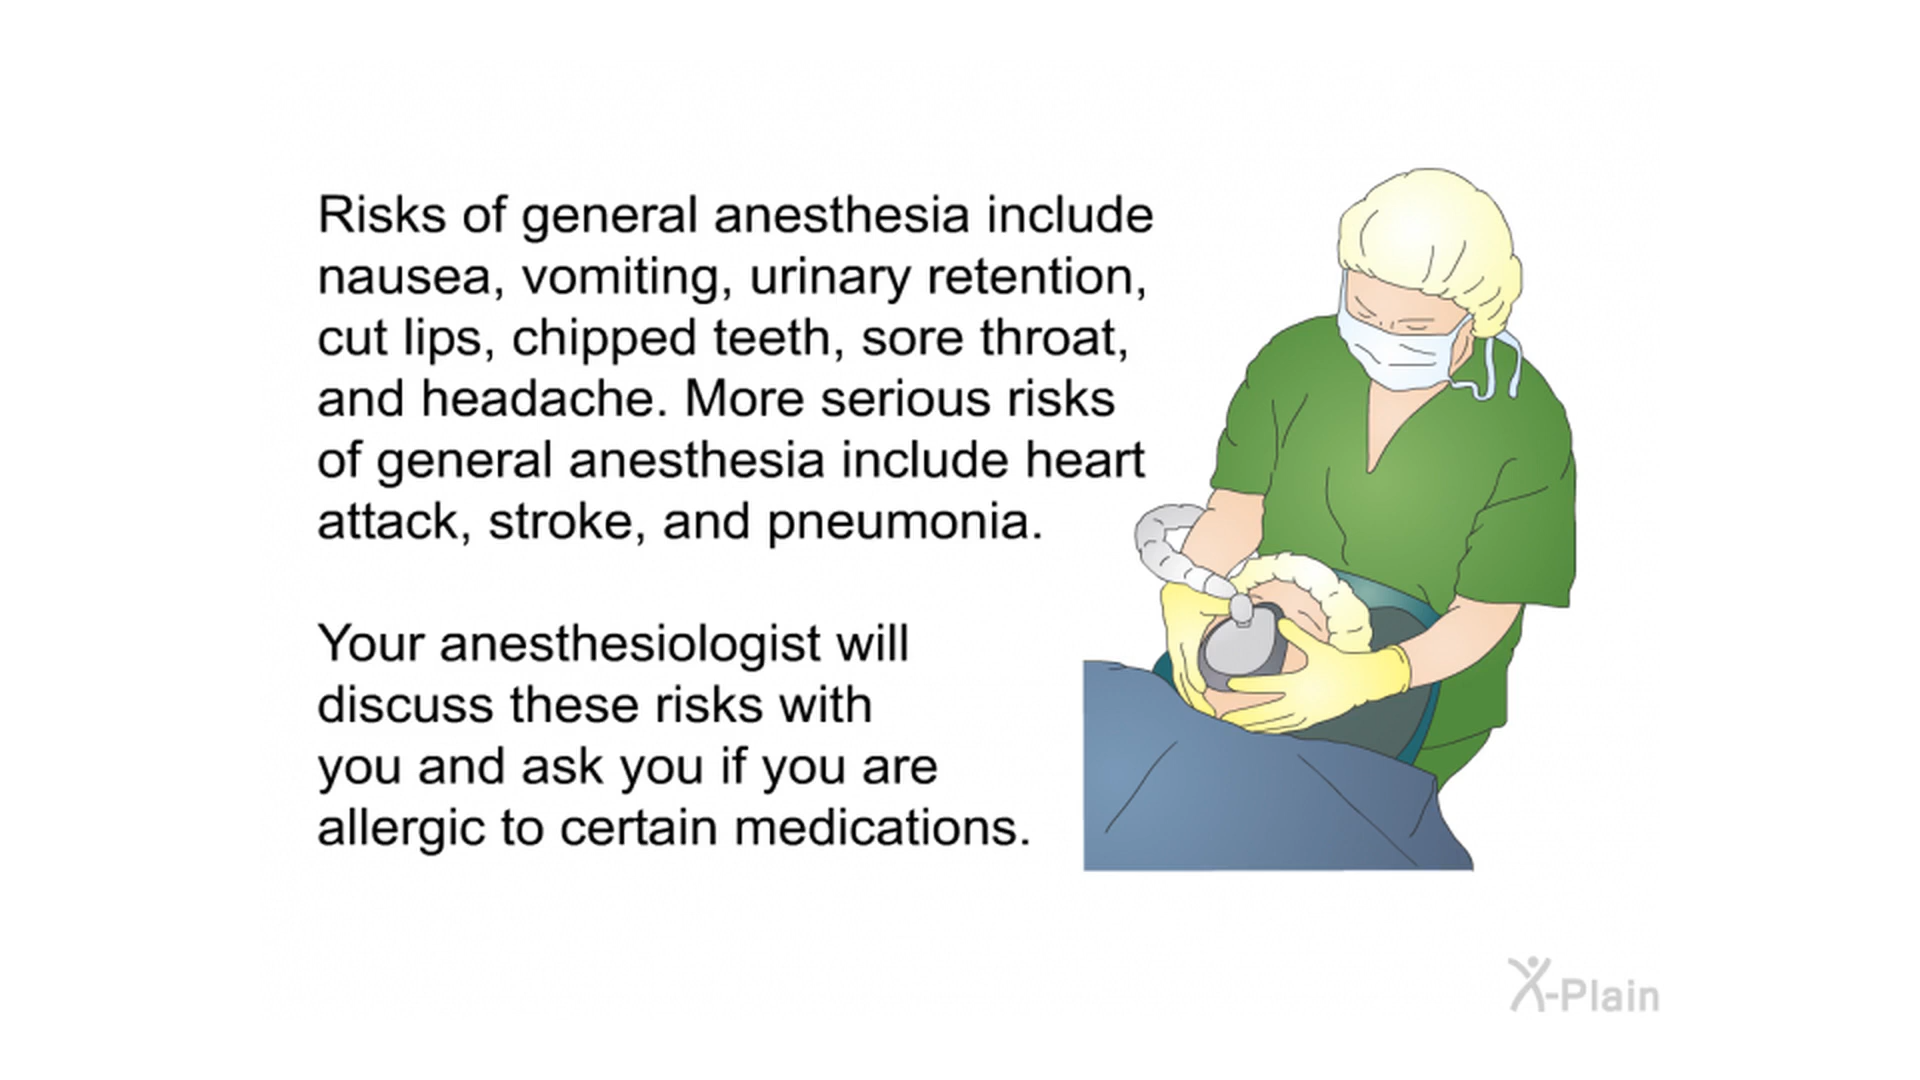 Risks of general anesthesia include
nausea, vomiting, urinary retention,
cut lips, chipped teeth, sore throat,
and headache. More serious risks
of general anesthesia include heart
attack, stroke, and pneumonia.
Your anesthesiologist will
discuss these risks with
you and ask you if you are
allergic to certain medications.
X-Plain